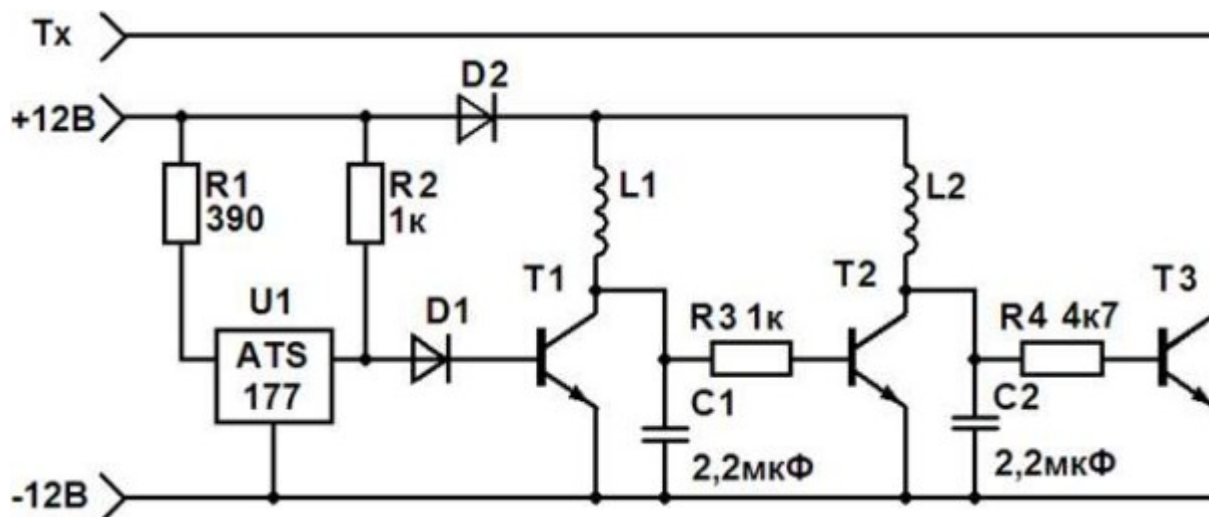 Tx
D2
+12В
R1
390
R2
1к
L1
L2
U1
D1
T1
T2
T3
ATS
177
R3 1к
R4 4к7
C1
2,2мкФ
C2
2,2мкФ
-12В